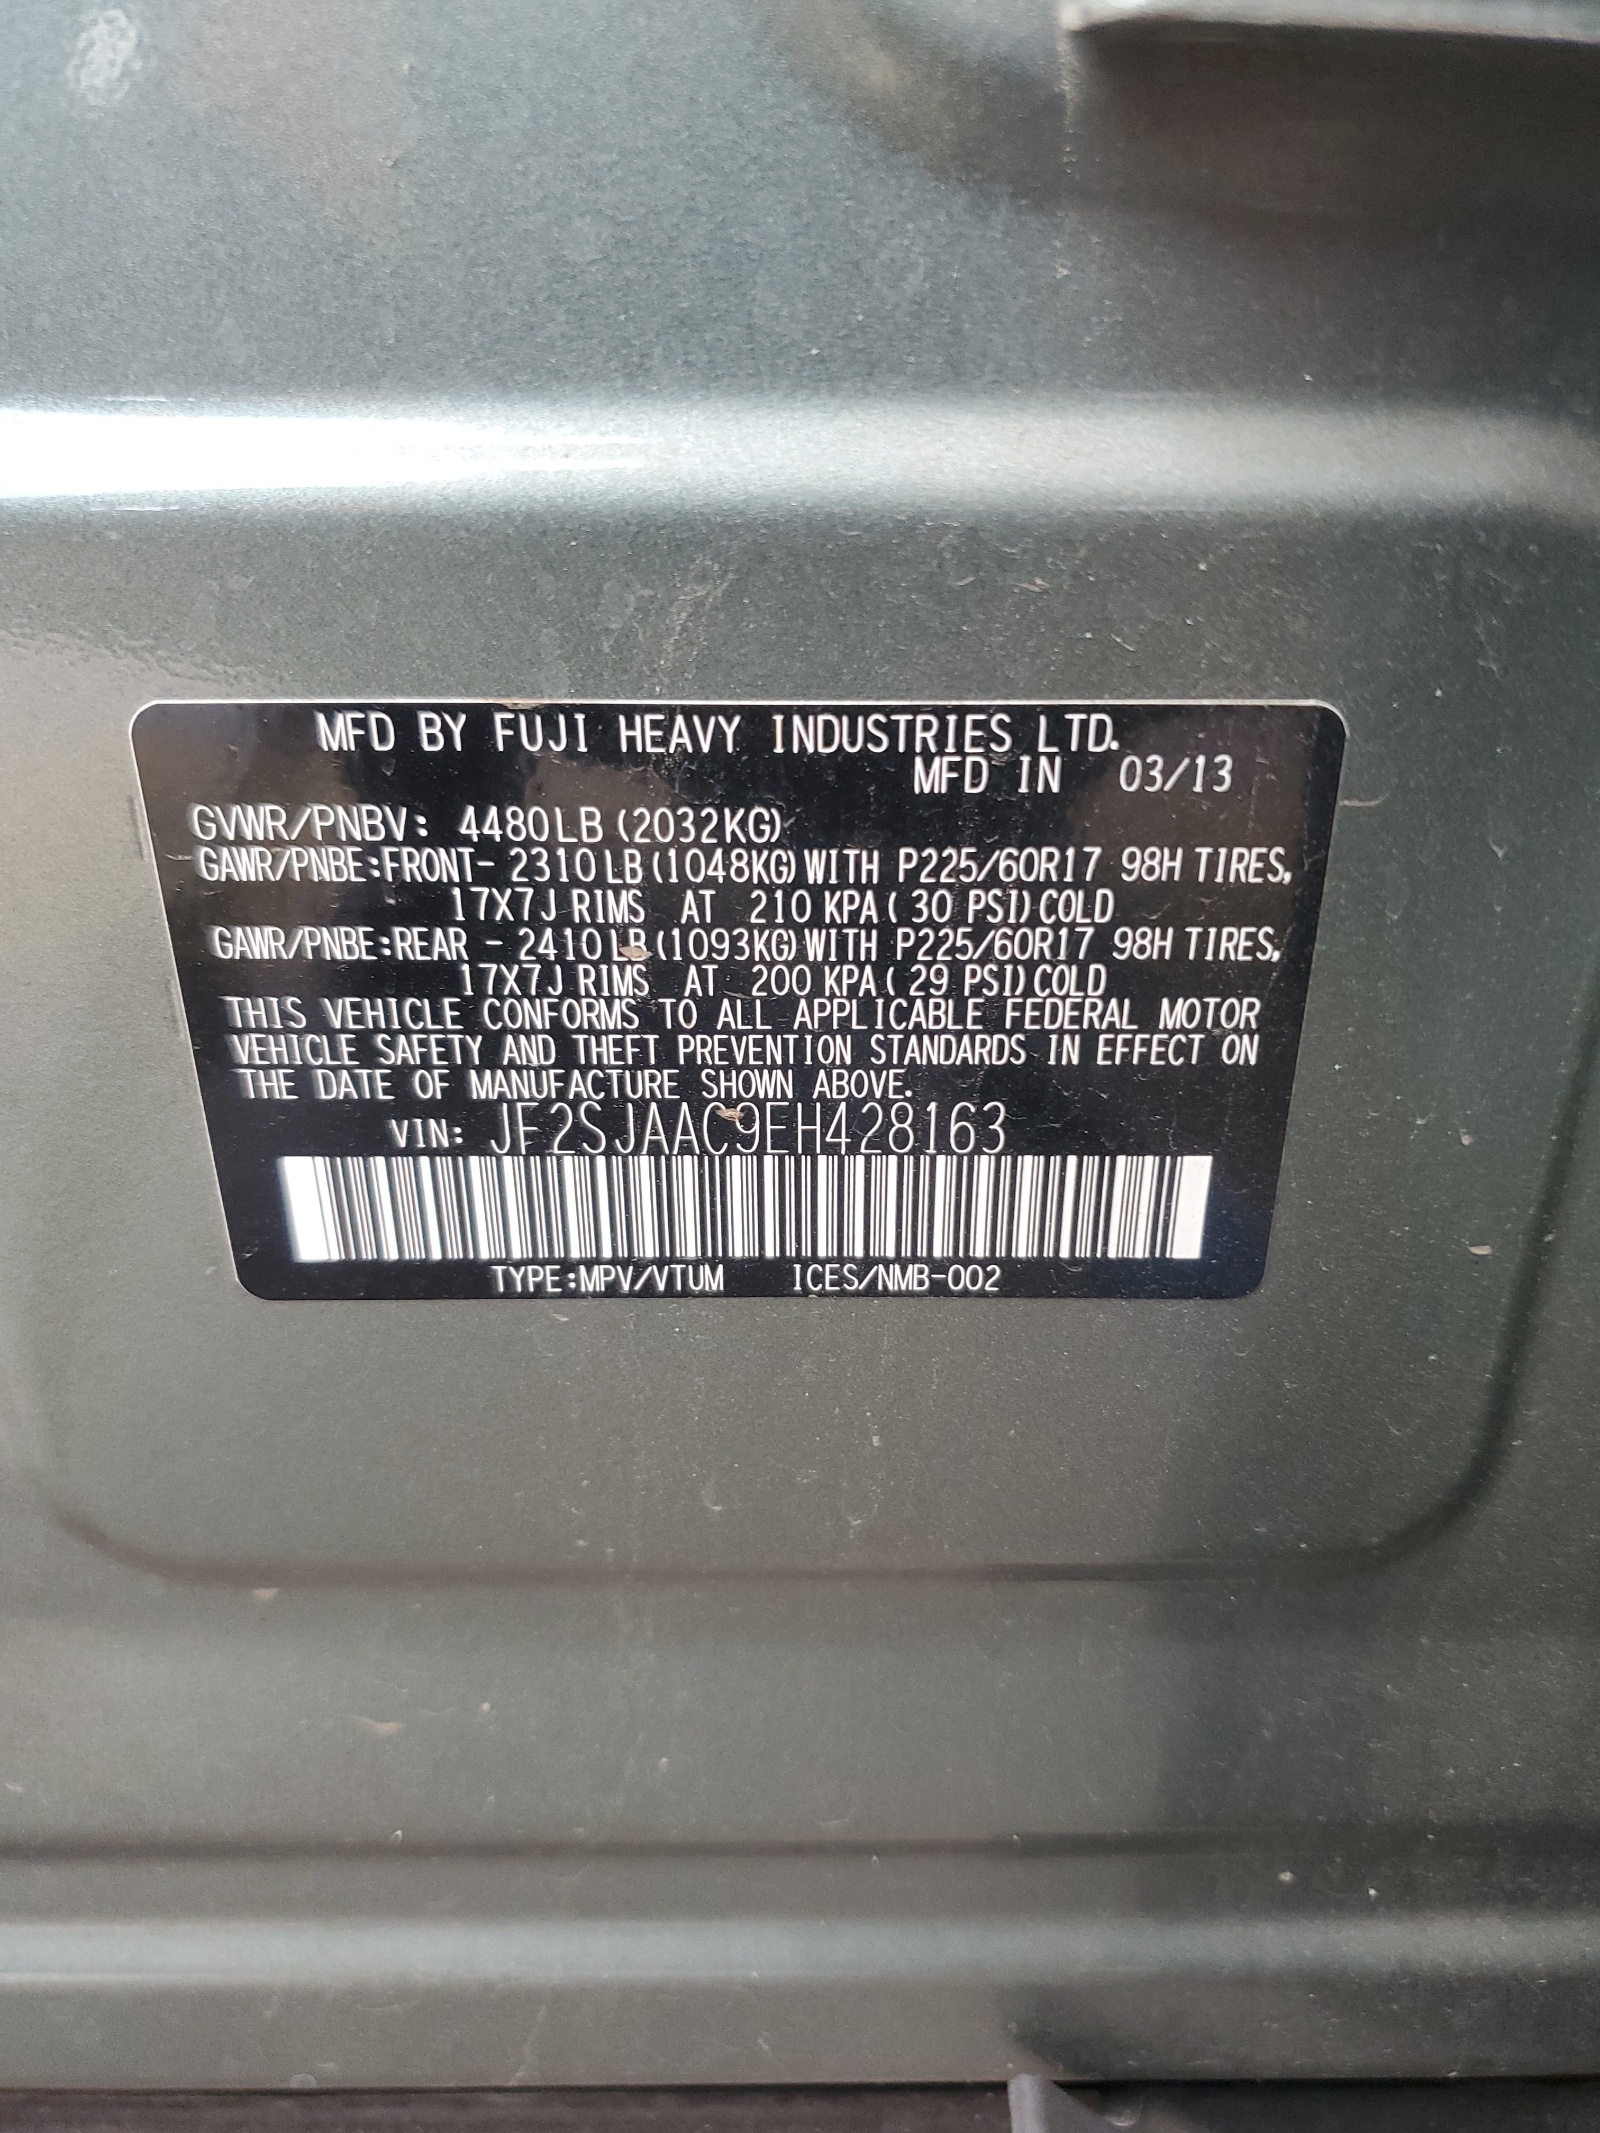 MFD BY FUJI HEAVY INDUSTRIES LTD.
MFD IN 03/13
GVWR/PNBV: 4480LB (2032KG)
GAWR/PNBE:FRONT- 2310LB(1048KG)WITH P225/60R17 98H TIRES,
17X7J RIMS AT 210 KPA( 30 PSI)COLD
GAWR/PNBE:REAR - 2410LB(1093KG)WITH P225/60R17 98H TIRES,
17X7J RIMS AT 200 KPA( 29 PSI)COLD
THIS VEHICLE CONFORMS TO ALL APPLICABLE FEDERAL MOTOR
VEHICLE SAFETY AND THEFT PREVENTION STANDARDS IN EFFECT ON
THE DATE OF MANUFACTURE SHOWN ABOVE.
VIN: JF2SJAAC9EH428163
TYPE:MPV/VTUM ICES/NMB-002